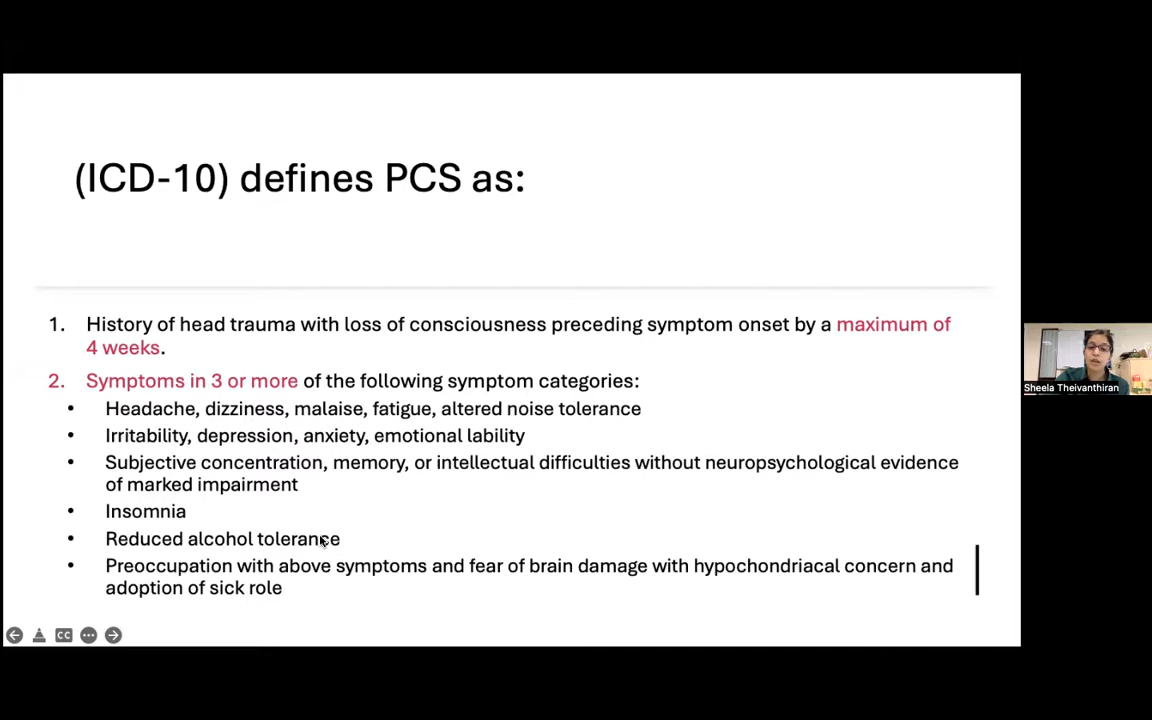 (ICD-10) defines PCS as:
1. History of head trauma with loss of consciousness preceding symptom onset by a maximum of
4 weeks.
2. Symptoms in 3 or more of the following symptom categories:
• Headache, dizziness, malaise, fatigue, altered noise tolerance
• Irritability, depression, anxiety, emotional lability
• Subjective concentration, memory, or intellectual difficulties without neuropsychological evidence
of marked impairment
• Insomnia
• Reduced alcohol tolerance
• Preoccupation with above symptoms and fear of brain damage with hypochondriacal concern and
adoption of sick role
Sheela Theivanthiran
CC